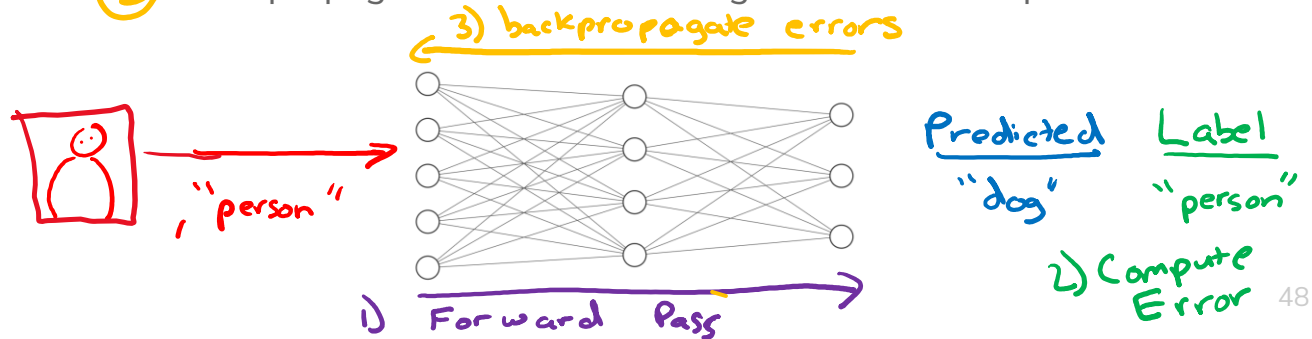 3) backpropagate errors
"person"
Predicted
"dog"
Label
"person"
2) Compute
Error
1) Forward Pass
48